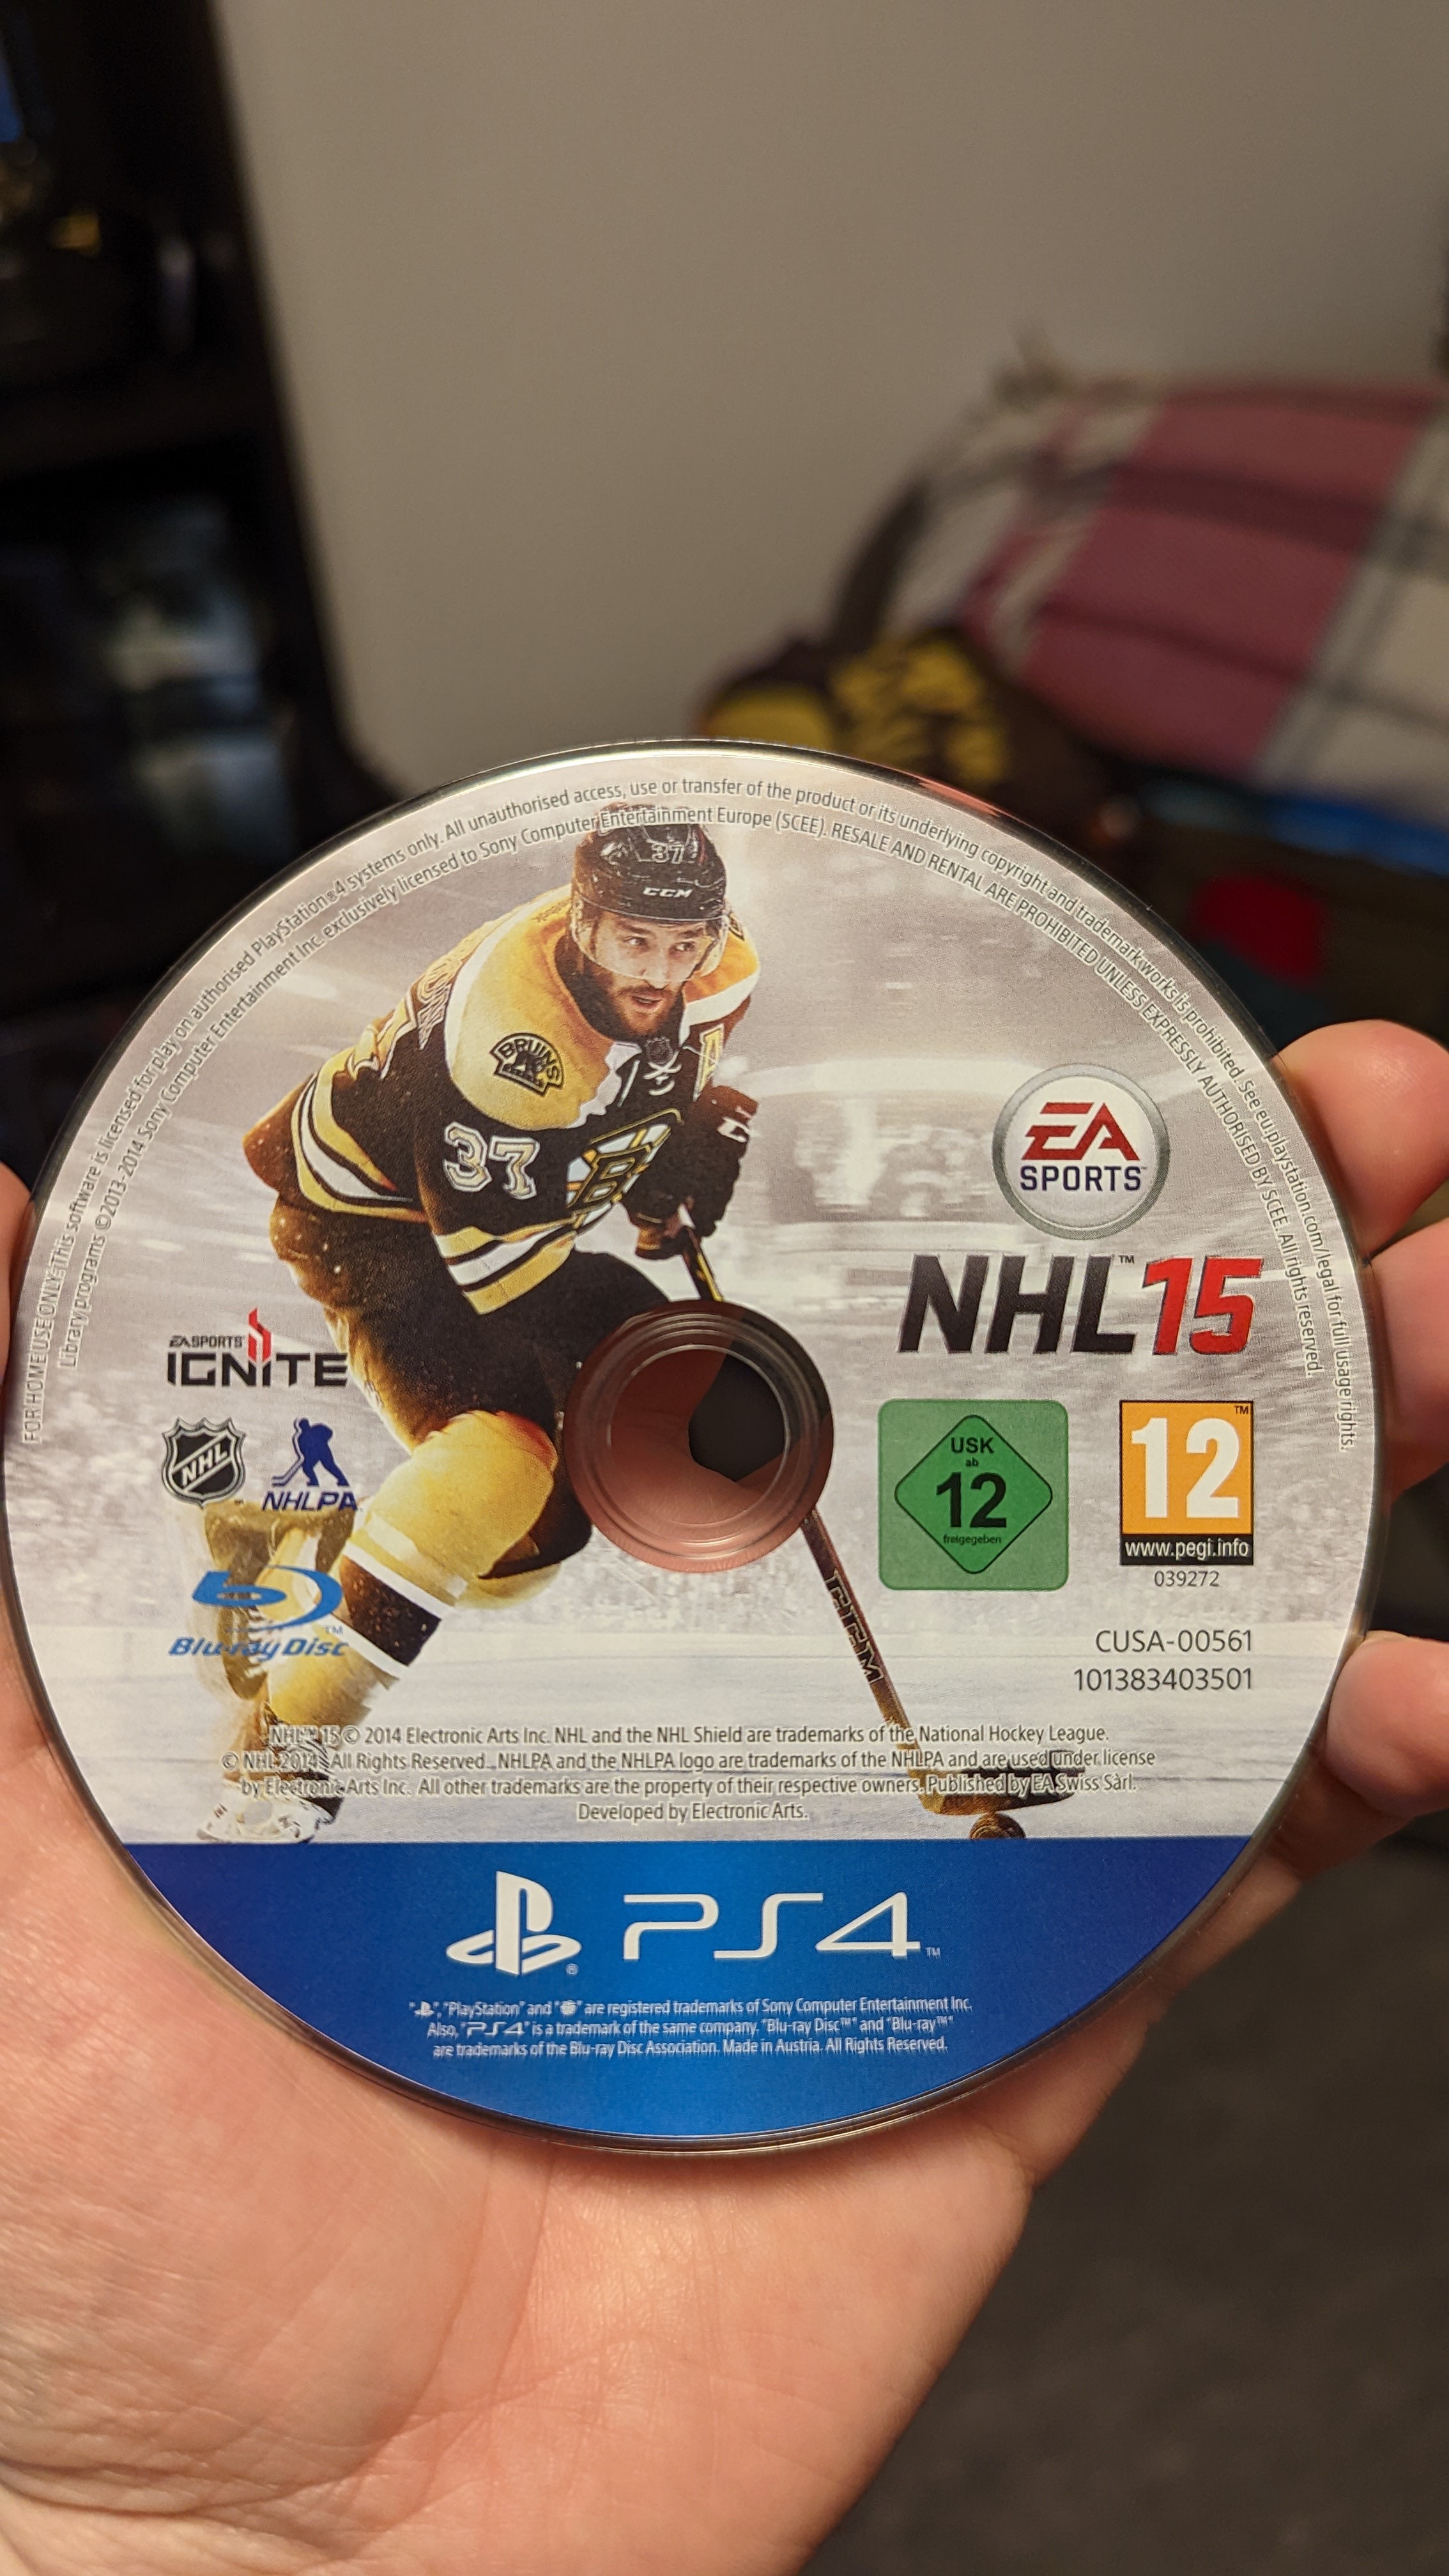 FOR HOME USE ONLY. This software is licensed for play on authorised PlayStation®4 systems only. All unauthorised access, use or transfer of the product or its underlying copyright and trademark works is prohibited. See eu.playstation.com/legal for full usage rights.
Library programs ©2013-2014 Sony Computer Entertainment Inc. exclusively licensed to Sony Computer Entertainment Europe (SCEE). RESALE AND RENTAL ARE PROHIBITED UNLESS EXPRESSLY AUTHORISED BY SCEE. All rights reserved.
37
CCM
BRUINS
37
B
EA
SPORTS™
NHL™15
EA SPORTS™
IGNITE
NHL
NHLPA
USK
ab
12
freigegeben
12™
www.pegi.info
039272
Blu-ray Disc™
CCM
CUSA-00561
101383403501
NHL™ 15 © 2014 Electronic Arts Inc. NHL and the NHL Shield are trademarks of the National Hockey League.
© NHL 2014. All Rights Reserved. NHLPA and the NHLPA logo are trademarks of the NHLPA and are used under license
by Electronic Arts Inc. All other trademarks are the property of their respective owners. Published by EA Swiss Sàrl.
Developed by Electronic Arts.
PS4™
"PlayStation" and " " are registered trademarks of Sony Computer Entertainment Inc.
Also, "PS4" is a trademark of the same company. "Blu-ray Disc™" and "Blu-ray™"
are trademarks of the Blu-ray Disc Association. Made in Austria. All Rights Reserved.